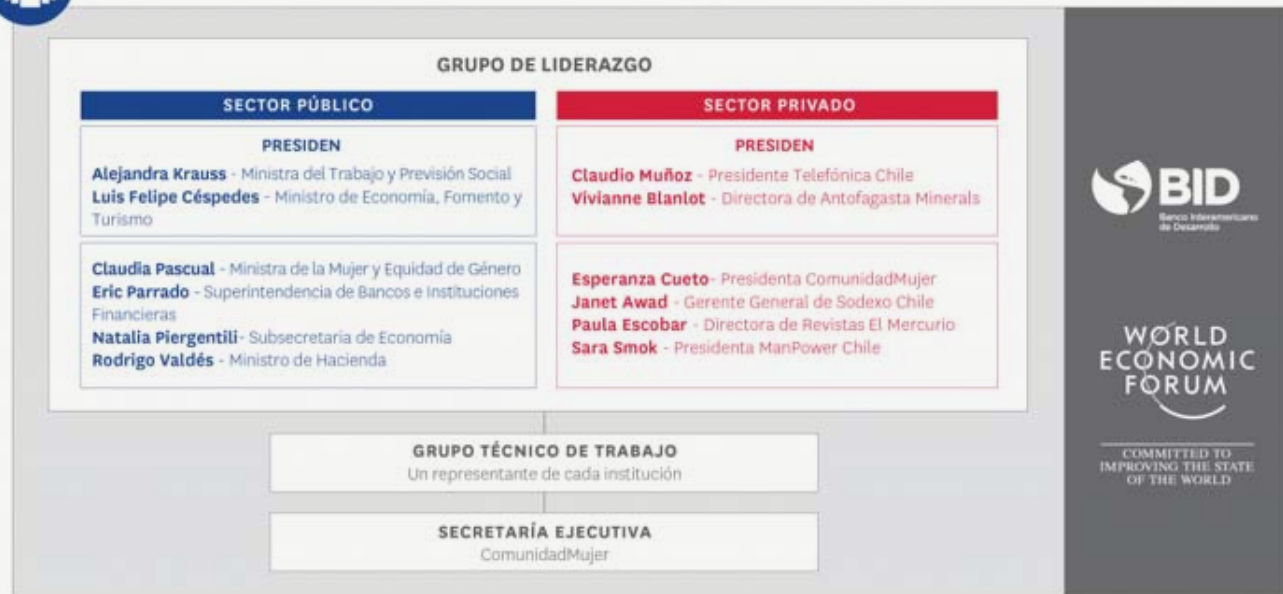 GRUPO DE LIDERAZGO
SECTOR PÚBLICO
PRESIDEN
Alejandra Krauss - Ministra del Trabajo y Previsión Social
Luis Felipe Céspedes - Ministro de Economía, Fomento y
Turismo
Claudia Pascual - Ministra de la Mujer y Equidad de Género
Eric Parrado - Superintendencia de Bancos e Instituciones
Financieras
Natalia Piergentili- Subsecretaria de Economía
Rodrigo Valdés - Ministro de Hacienda
SECTOR PRIVADO
PRESIDEN
Claudio Muñoz - Presidente Telefónica Chile
Vivianne Blanlot - Directora de Antofagasta Minerals
Esperanza Cueto- Presidenta ComunidadMujer
Janet Awad - Gerente General de Sodexo Chile
Paula Escobar - Directora de Revistas El Mercurio
Sara Smok - Presidenta ManPower Chile
GRUPO TÉCNICO DE TRABAJO
Un representante de cada institución
SECRETARÍA EJECUTIVA
ComunidadMujer
BID
Banco Interamericano
de Desarrollo
WORLD
ECONOMIC
FORUM
COMMITTED TO
IMPROVING THE STATE
OF THE WORLD